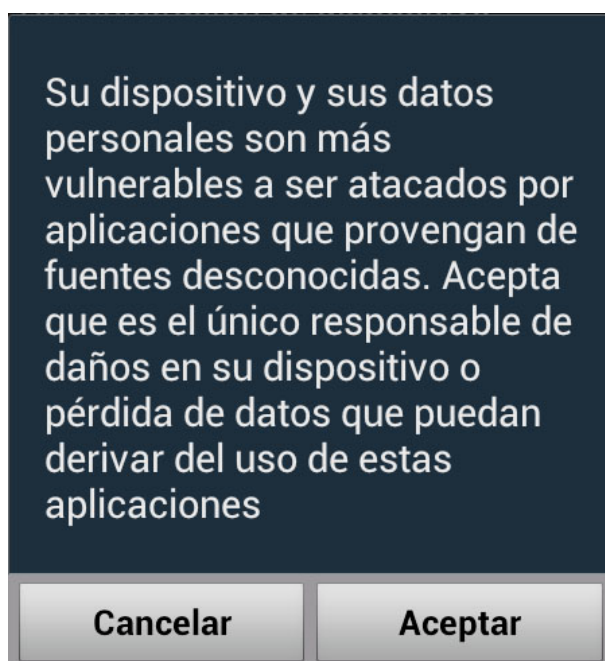 Su dispositivo y sus datos
personales son más
vulnerables a ser atacados por
aplicaciones que provengan de
fuentes desconocidas. Acepta
que es el único responsable de
daños en su dispositivo o
pérdida de datos que puedan
derivar del uso de estas
aplicaciones
Cancelar Aceptar